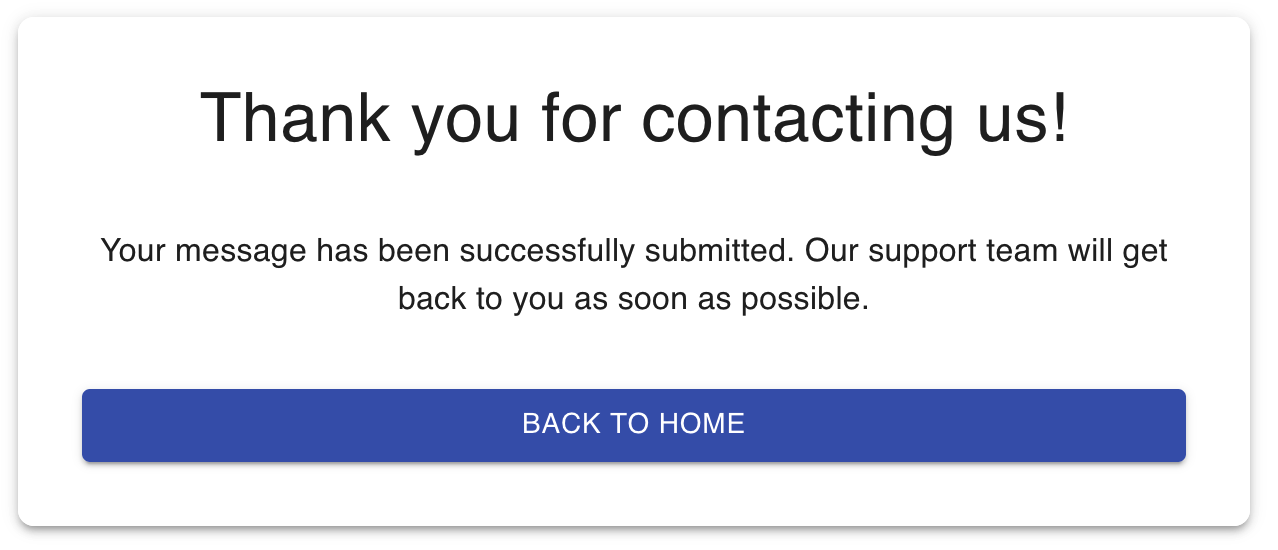 Thank you for contacting us!
Your message has been successfully submitted. Our support team will get
back to you as soon as possible.
BACK TO HOME